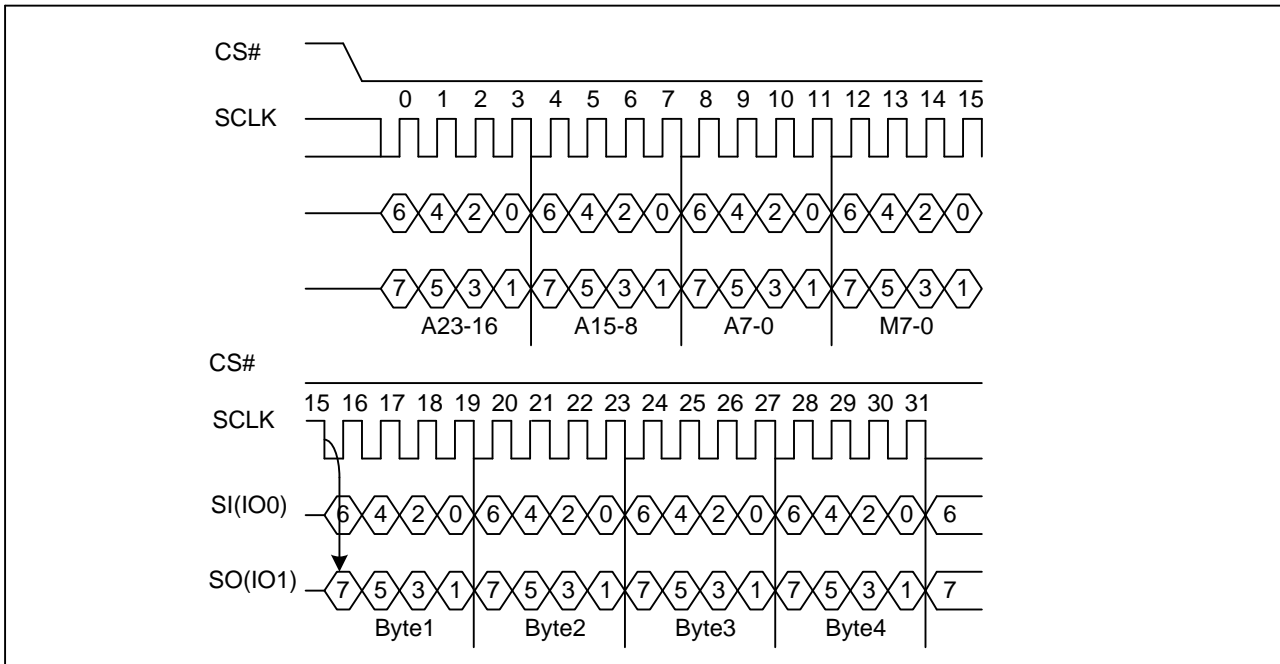 CS#
0 1 2 3 4 5 6 7 8 9 10 11 12 13 14 15
SCLK
6 4 2 0 6 4 2 0 6 4 2 0 6 4 2 0
7 5 3 1 7 5 3 1 7 5 3 1 7 5 3 1
A23-16 A15-8 A7-0 M7-0
CS#
15 16 17 18 19 20 21 22 23 24 25 26 27 28 29 30 31
SCLK
SI(IO0) 6 4 2 0 6 4 2 0 6 4 2 0 6 4 2 0 6
SO(IO1) 7 5 3 1 7 5 3 1 7 5 3 1 7 5 3 1 7
Byte1 Byte2 Byte3 Byte4